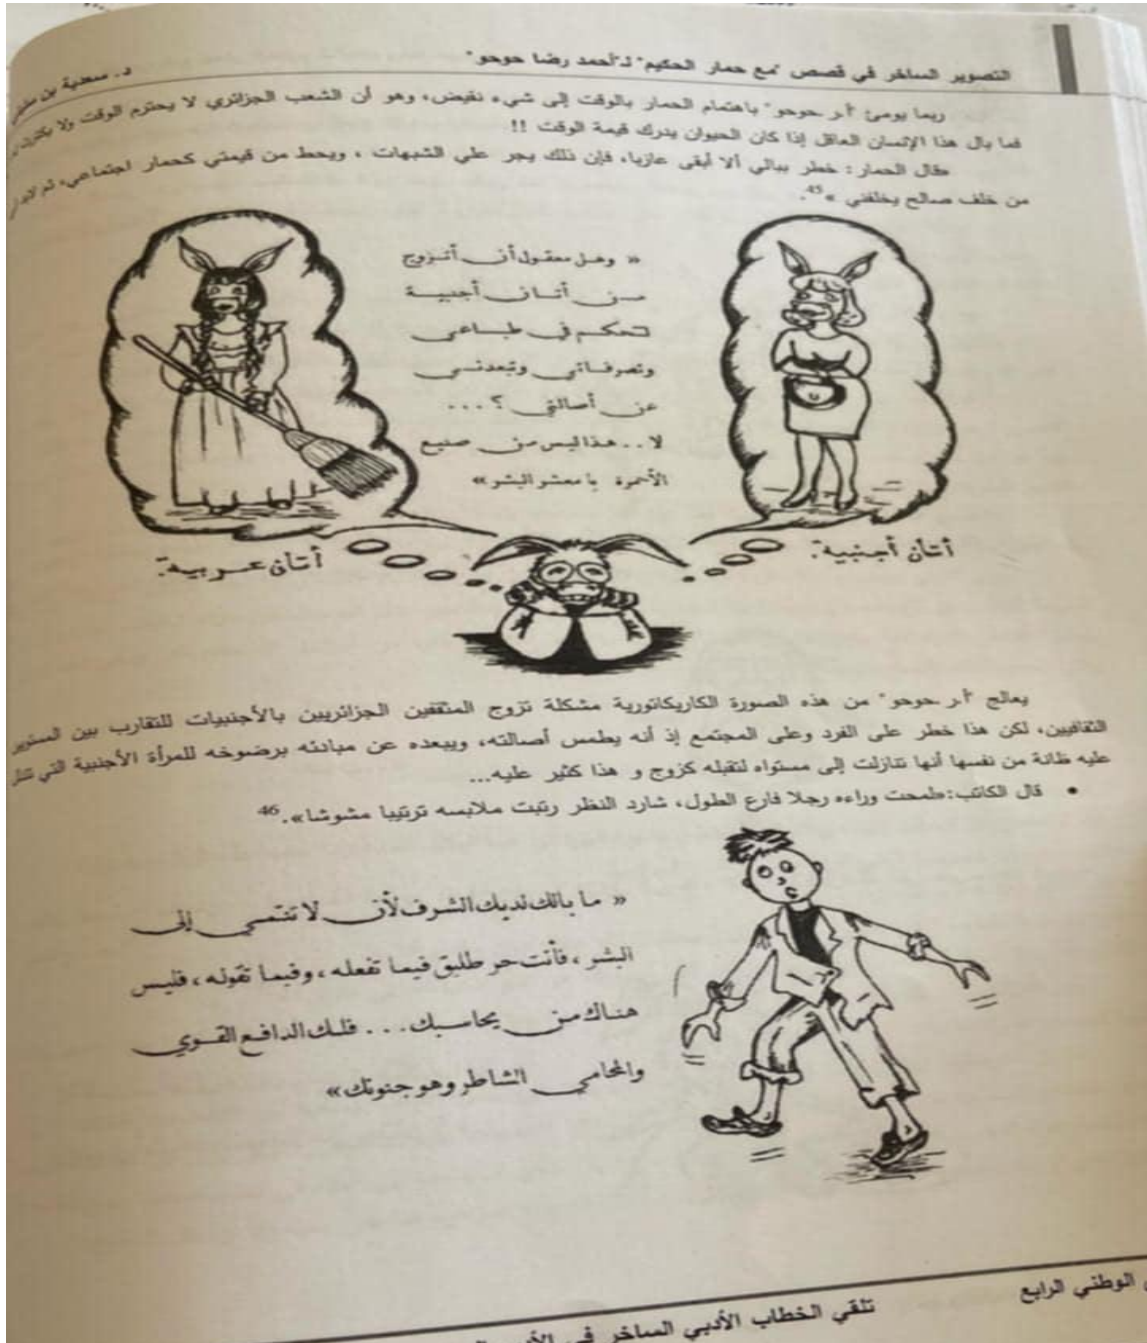 التصوير الساخر في قصص "مع حمار الحكيم" لـ"أحمد رضا حوحو"
د. سعدية بن
ربما يومئ "أ.ر.حوحو" باهتمام الحمار بالوقت إلى شيء نقيض، وهو أن الشعب الجزائري لا يحترم الوقت ولا يكترث
فما بال هذا الإنسان العاقل إذا كان الحيوان يدرك قيمة الوقت !!
«قال الحمار: خطر ببالي ألا أبقى عازبا، فإن ذلك يجر علي الشبهات ، ويحط من قيمتي كحمار اجتماعي، ثم لابد
من خلف صالح يخلفني »45.
« وهل معقول أن أتزوج
من أتان أجنبية
تتحكم في طباعي
وتصرفاتي وتبعدني
عن أصالتي ؟ ...
لا .. هذا ليس من صنيع
الأحمرة يا معشر البشر »
أتان أجنبية.
أتان عربية.
يعالج "أ.ر.حوحو" من هذه الصورة الكاريكاتورية مشكلة تزوج المثقفين الجزائريين بالأجنبيات للتقارب بين
الثقافيين، لكن هذا خطر على الفرد وعلى المجتمع إذ أنه يطمس أصالته، ويبعده عن مبادئه برضوخه للمرأة الأجنبية التي
عليه ظانة من نفسها أنها تنازلت إلى مستواه لتقبله كزوج و هذا كثير عليه...
• قال الكاتب:«لمحت وراءه رجلا فارع الطول، شارد النظر رتبت ملابسه ترتيبا مشوشا».46
« ما بالك لديك الشرف لأن لا تنتمي إلى
البشر ، فأنت حر طليق فيما تفعله ، وفيما تقوله ، فليس
هناك من يحاسبك ... فلك الدافع القوي
والمحامي الشاطر وهو جنونك »
الوطني الرابع
تلقي الخطاب الأدبي الساخر في